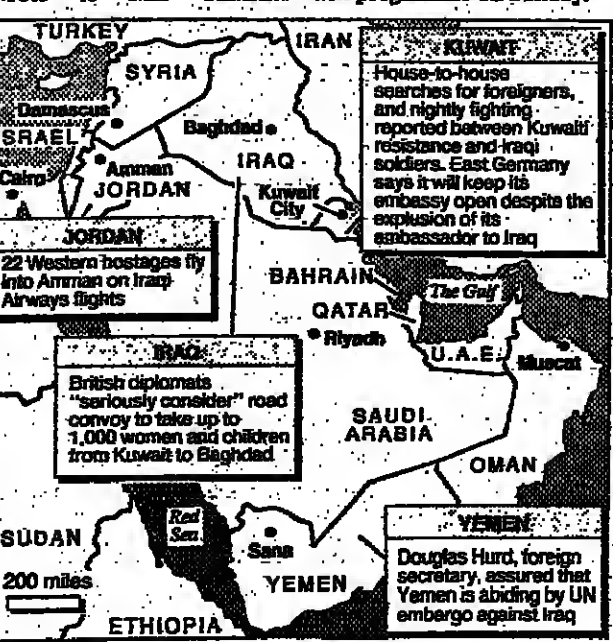 TURKEY
IRAN
SYRIA
Damascus
ISRAEL
Baghdad
IRAQ
Cairo
Amman
JORDAN
Kuwait
City
KUWAIT
House-to-house
searches for foreigners,
and nightly fighting
reported between Kuwaiti
resistance and Iraqi
soldiers. East Germany
says it will keep its
embassy open despite the
explusion of its
ambassador to Iraq
JORDAN
22 Western hostages fly
into Amman on Iraqi
Airways flights
BAHRAIN
The Gulf
QATAR
Riyadh
U.A.E.
Muscat
IRAQ
British diplomats
"seriously consider" road
convoy to take up to
1,000 women and children
from Kuwait to Baghdad
SAUDI
ARABIA
OMAN
SUDAN
Red
Sea
Sana
YEMEN
200 miles
ETHIOPIA
YEMEN
Douglas Hurd, foreign
secretary, assured that
Yemen is abiding by UN
embargo against Iraq